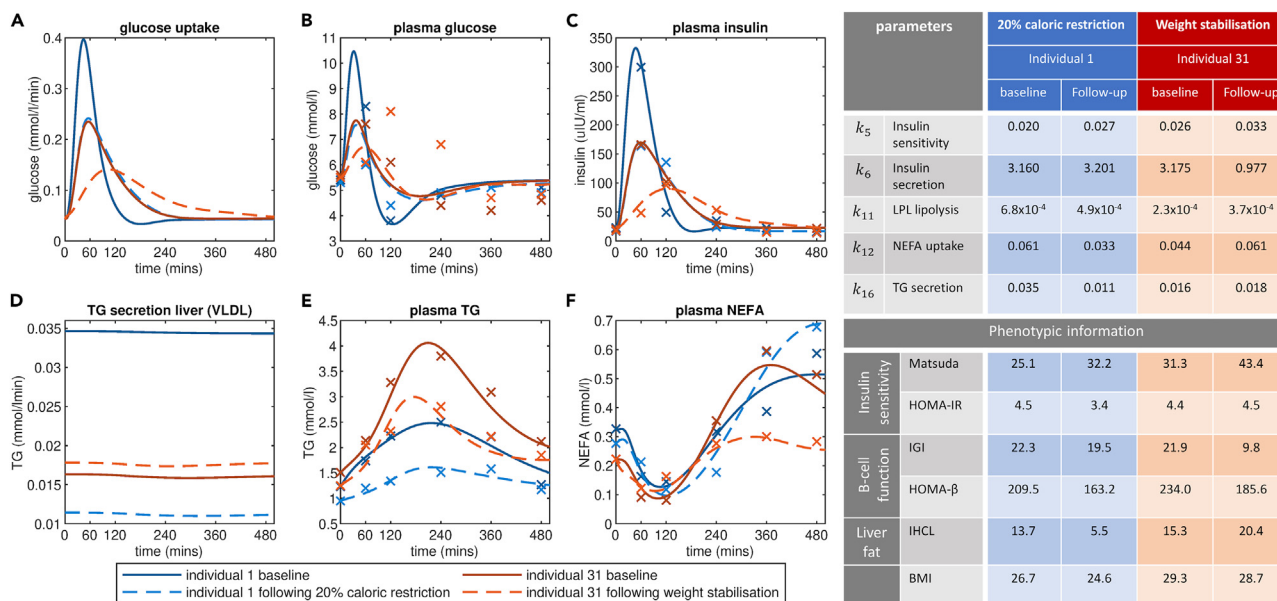 A
glucose uptake
glucose (mmol/l/min)
0.4
0.3
0.2
0.1
0
0 60 120 240 360 480
time (mins)
B
plasma glucose
glucose (mmol/l)
11
10
9
8
7
6
5
4
3
0 60 120 240 360 480
time (mins)
C
plasma insulin
insulin (uIU/ml)
350
300
250
200
150
100
50
0
0 60 120 240 360 480
time (mins)
D
TG secretion liver (VLDL)
TG (mmol/l/min)
0.035
0.03
0.025
0.02
0.015
0.01
0 60 120 240 360 480
time (mins)
E
plasma TG
TG (mmol/l)
4.5
4
3.5
3
2.5
2
1.5
1
0.5
0 60 120 240 360 480
time (mins)
F
plasma NEFA
NEFA (mmol/l)
0.7
0.6
0.5
0.4
0.3
0.2
0.1
0
0 60 120 240 360 480
time (mins)
individual 1 baseline
individual 1 following 20% caloric restriction
individual 31 baseline
individual 31 following weight stabilisation
parameters
20% caloric restriction
Weight stabilisation
Individual 1
Individual 31
baseline Follow-up baseline Follow-up
k5 Insulin sensitivity 0.020 0.027 0.026 0.033
k6 Insulin secretion 3.160 3.201 3.175 0.977
k11 LPL lipolysis 6.8x10-4 4.9x10-4 2.3x10-4 3.7x10-4
k12 NEFA uptake 0.061 0.033 0.044 0.061
k16 TG secretion 0.035 0.011 0.016 0.018
Phenotypic information
Insulin sensitivity
Matsuda 25.1 32.2 31.3 43.4
HOMA-IR 4.5 3.4 4.4 4.5
B-cell function
IGI 22.3 19.5 21.9 9.8
HOMA-β 209.5 163.2 234.0 185.6
Liver fat
IHCL 13.7 5.5 15.3 20.4
BMI 26.7 24.6 29.3 28.7